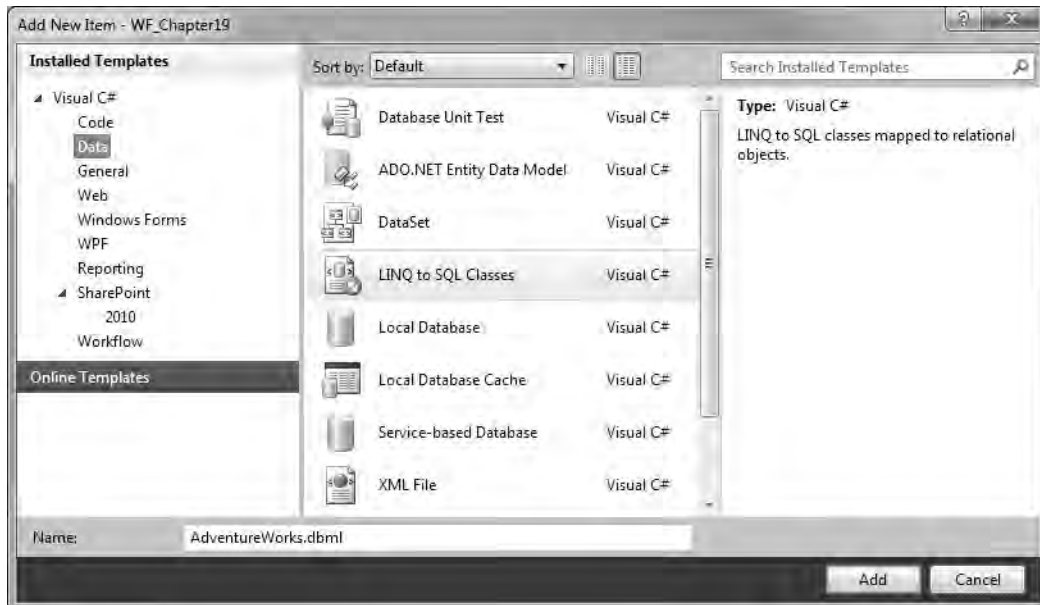 Add New Item - WF_Chapter19
Installed Templates
Visual C#
Code
Data
General
Web
Windows Forms
WPF
Reporting
SharePoint
2010
Workflow
Online Templates
Sort by: Default
Search Installed Templates
Database Unit Test Visual C#
ADO.NET Entity Data Model Visual C#
DataSet Visual C#
LINQ to SQL Classes Visual C#
Local Database Visual C#
Local Database Cache Visual C#
Service-based Database Visual C#
XML File Visual C#
Type: Visual C#
LINQ to SQL classes mapped to relational
objects.
Name: AdventureWorks.dbml
Add Cancel